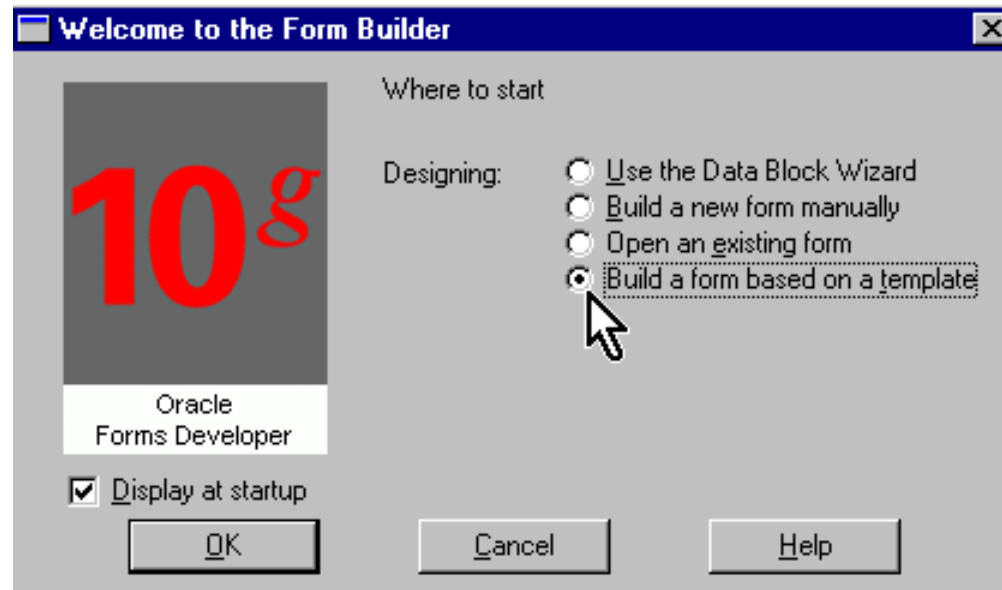 Welcome to the Form Builder
Where to start
Designing:
Use the Data Block Wizard
Build a new form manually
Open an existing form
Build a form based on a template
10g
Oracle
Forms Developer
Display at startup
OK
Cancel
Help